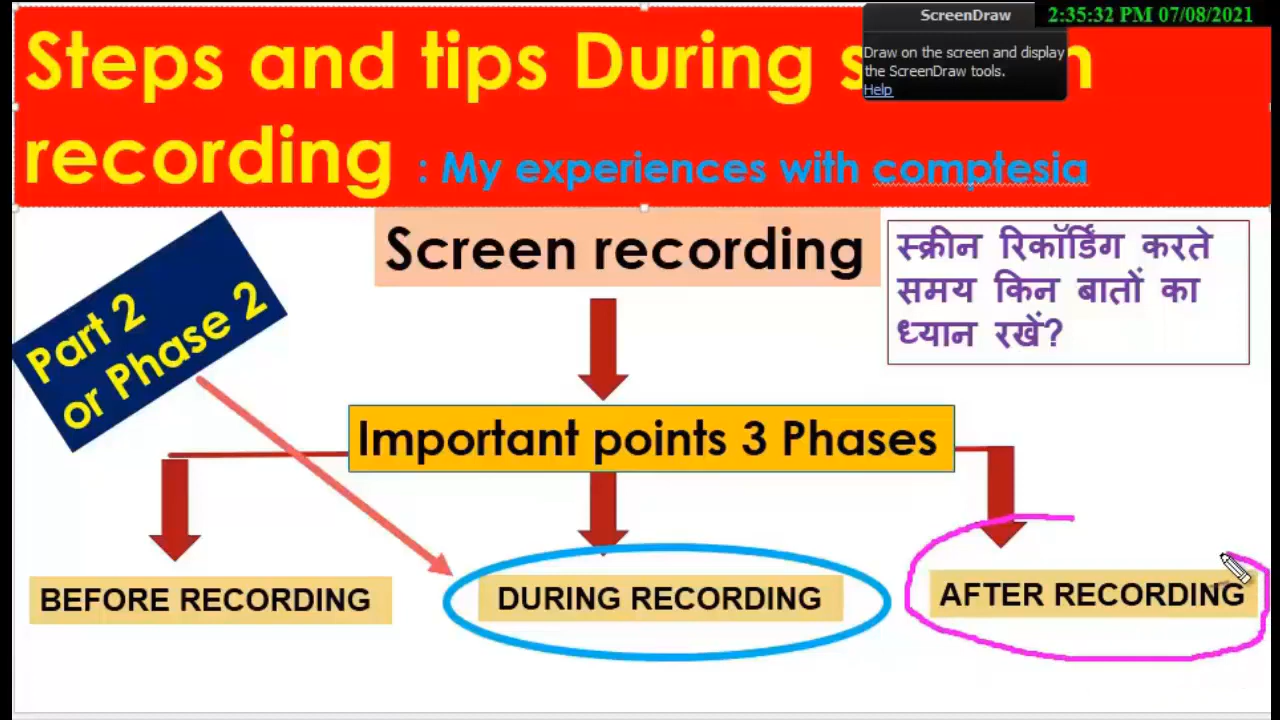 ScreenDraw
2:35:32 PM 07/08/2021
Draw on the screen and display
the ScreenDraw tools.
Help
Steps and tips During s n
recording : My experiences with comptesia
Screen recording
स्क्रीन रिकॉर्डिंग करते
समय किन बातों का
ध्यान रखें?
Part 2
or Phase 2
Important points 3 Phases
BEFORE RECORDING
DURING RECORDING
AFTER RECORDING